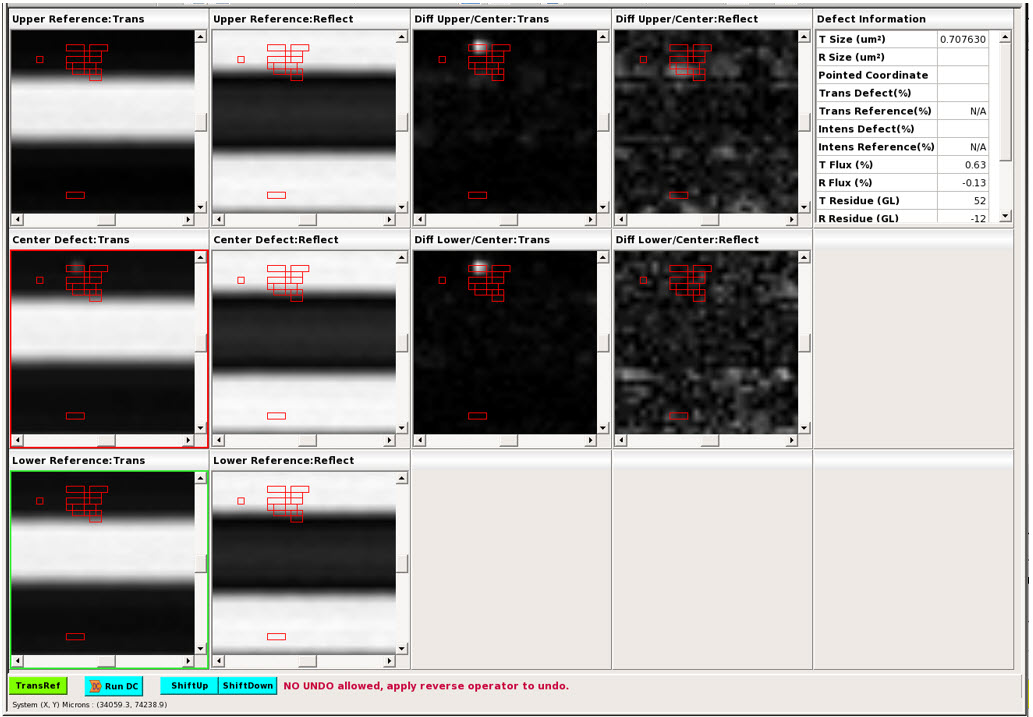 Upper Reference:Trans Upper Reference:Reflect Diff Upper/Center:Trans Diff Upper/Center:Reflect Defect Information
T Size (um²) 0.707630
R Size (um²)
Pointed Coordinate
Trans Defect(%)
Trans Reference(%) N/A
Intens Defect(%)
Intens Reference(%) N/A
T Flux (%) 0.63
R Flux (%) -0.13
T Residue (GL) 52
R Residue (GL) -12
Center Defect:Trans Center Defect:Reflect Diff Lower/Center:Trans Diff Lower/Center:Reflect
Lower Reference:Trans Lower Reference:Reflect
TransRef Run DC ShiftUp ShiftDown NO UNDO allowed, apply reverse operator to undo.
System (X, Y) Microns : (34059.3, 74238.9)